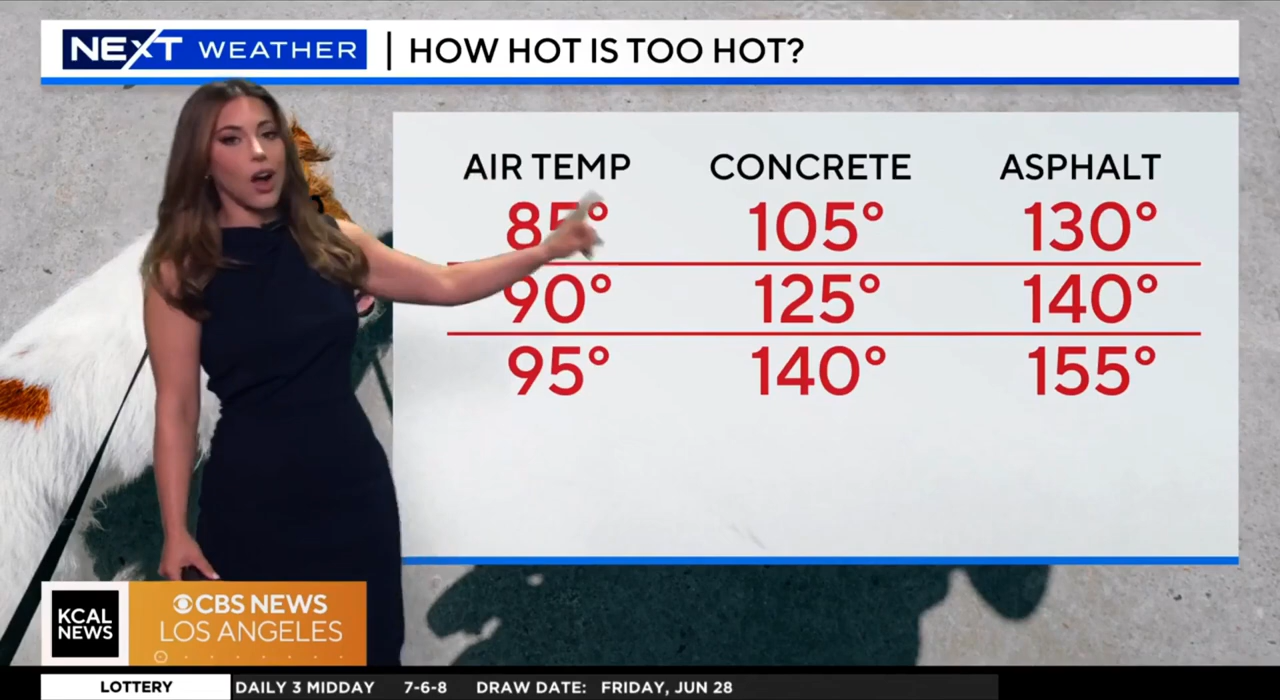 NEXT WEATHER | HOW HOT IS TOO HOT?
AIR TEMP CONCRETE ASPHALT
85° 105° 130°
90° 125° 140°
95° 140° 155°
KCAL NEWS
CBS NEWS
LOS ANGELES
LOTTERY DAILY 3 MIDDAY 7-6-8 DRAW DATE: FRIDAY, JUN 28